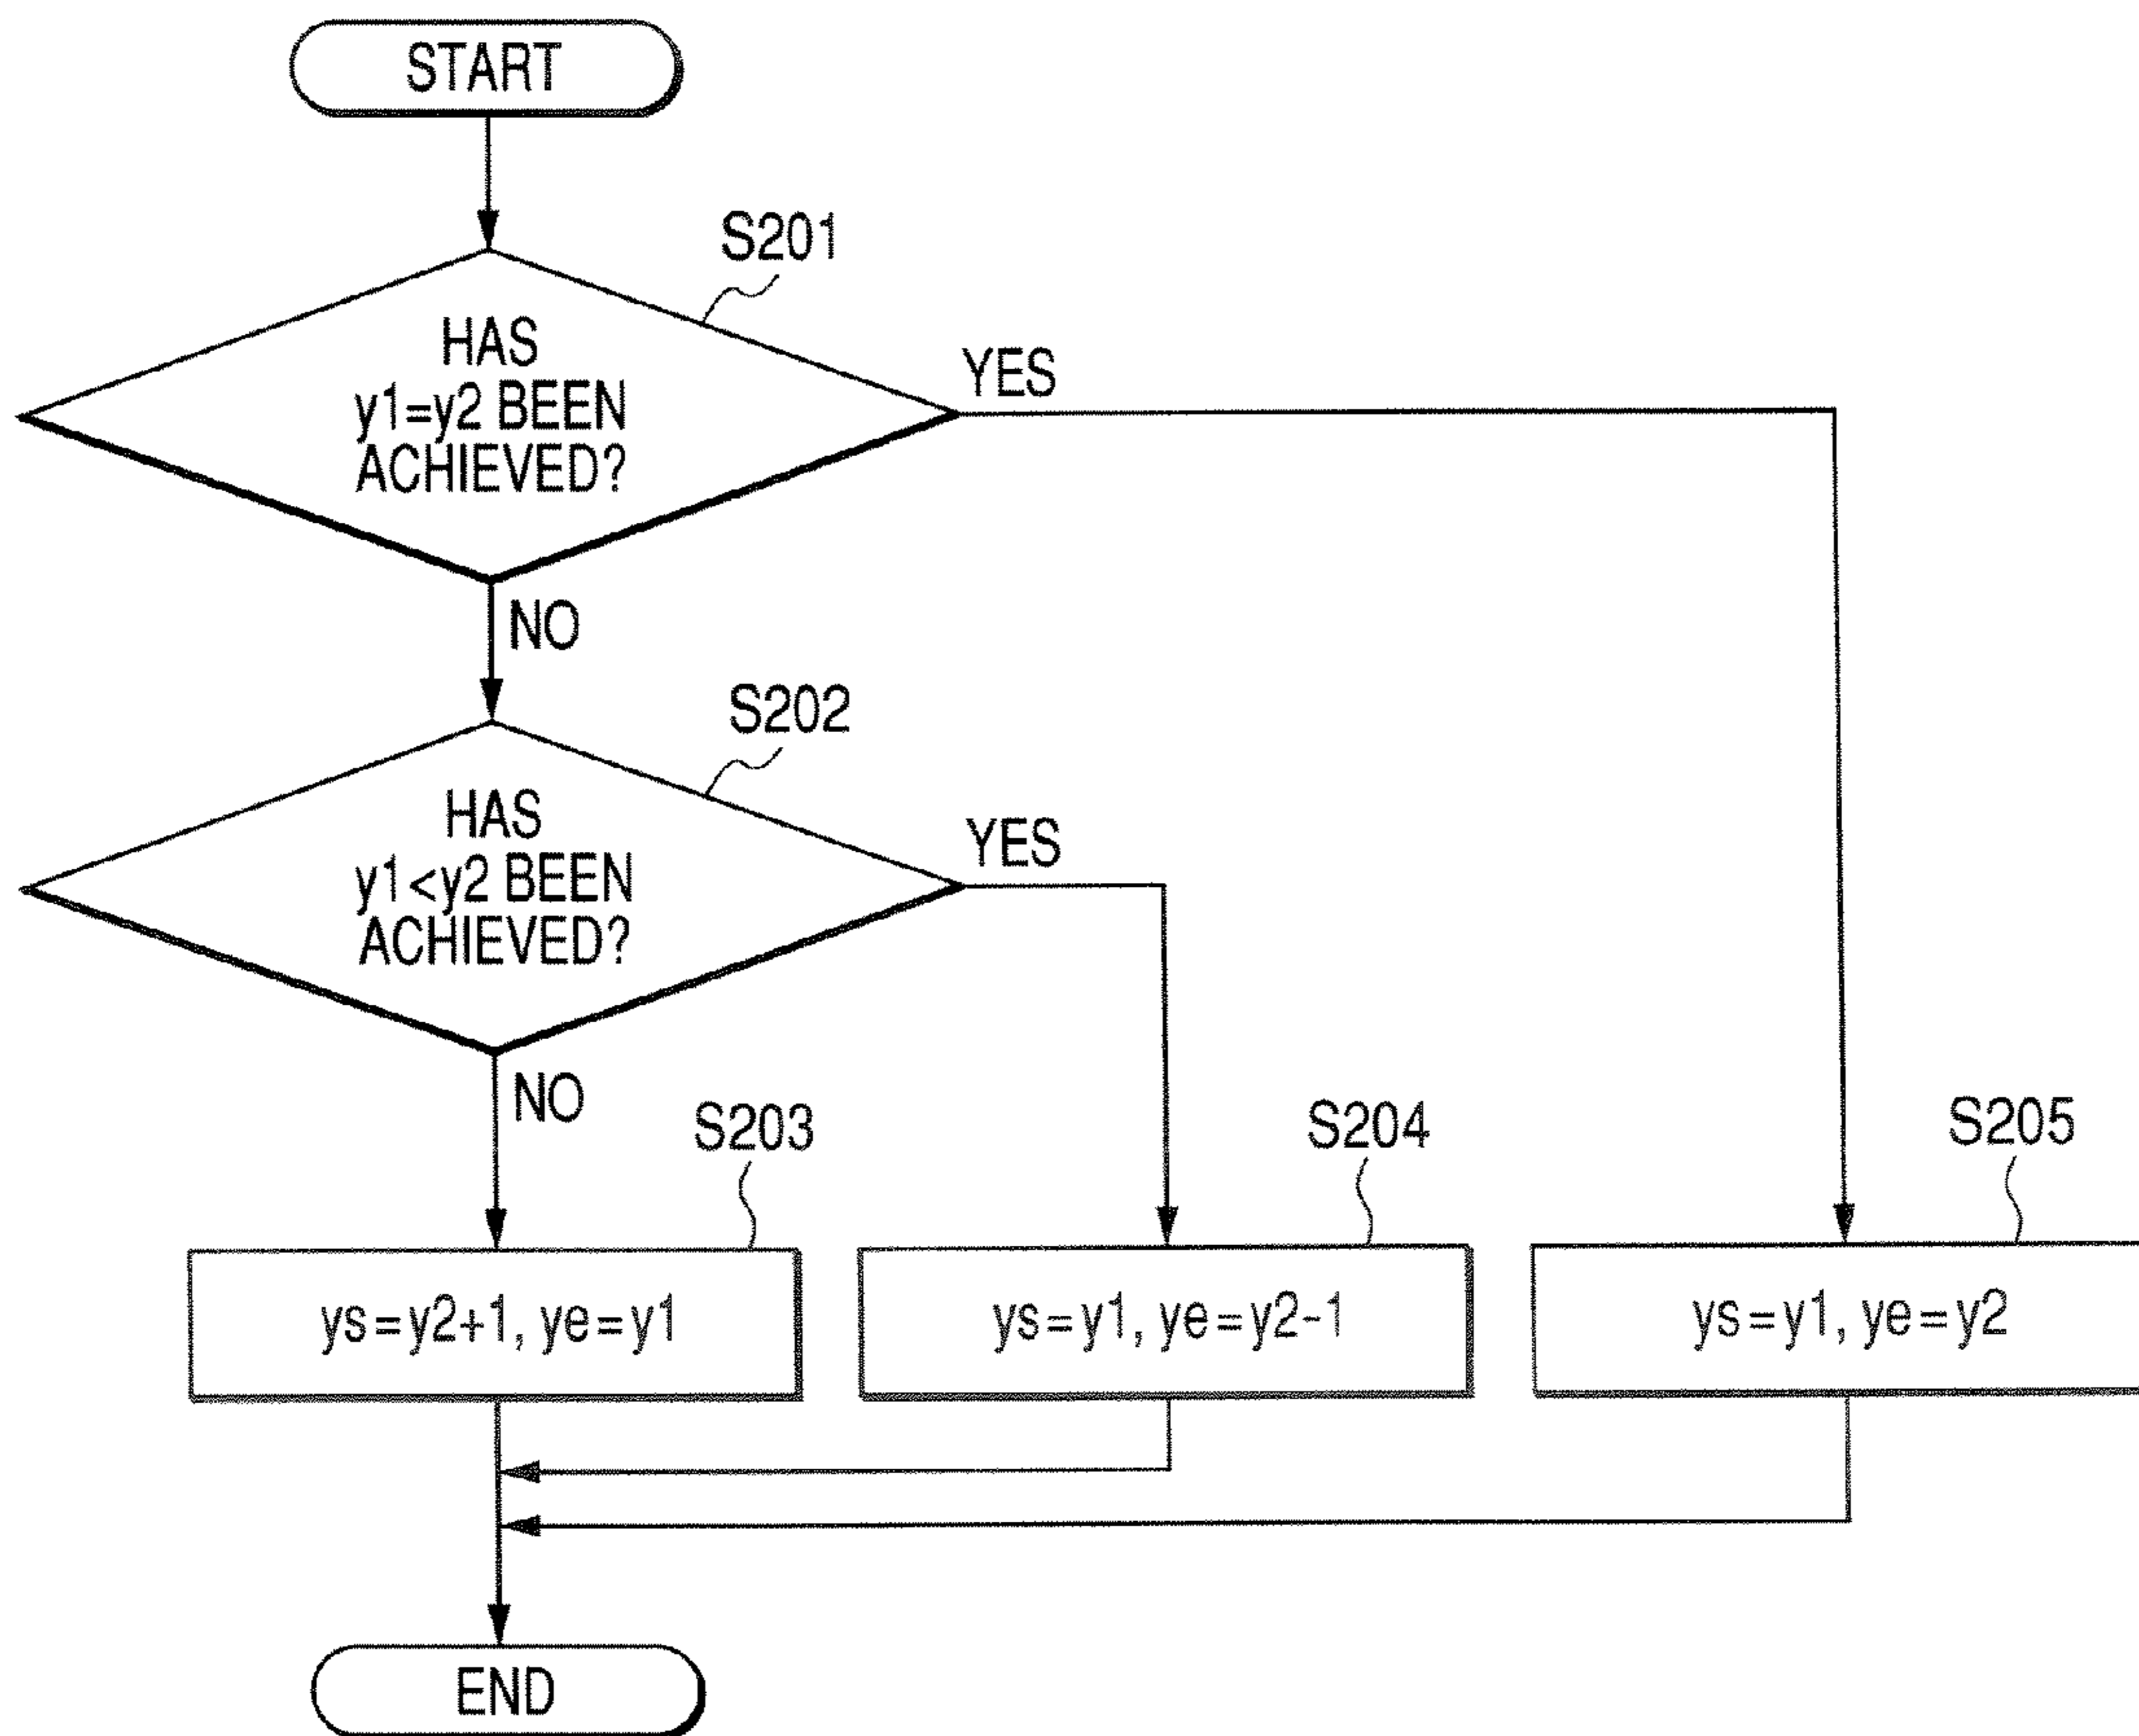 START
S201
HAS
y1=y2 BEEN
ACHIEVED?
YES
NO
S202
HAS
y1<y2 BEEN
ACHIEVED?
YES
NO
S203
S204
S205
ys=y2+1, ye=y1
ys=y1, ye=y2-1
ys=y1, ye=y2
END